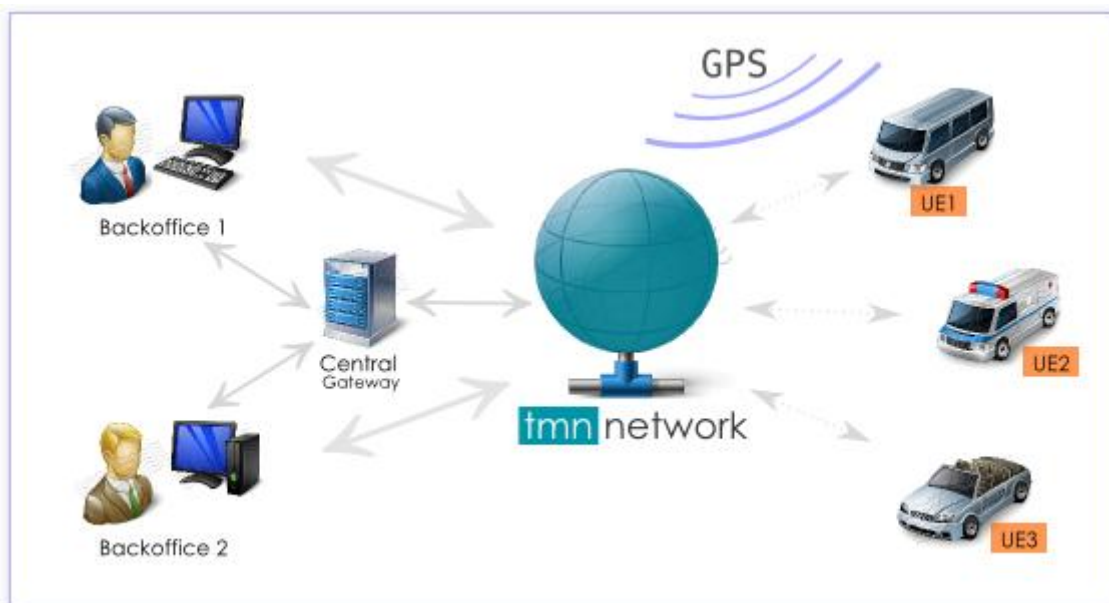 GPS
UE1
Backoffice 1
Central
Gateway
UE2
tmn network
UE3
Backoffice 2